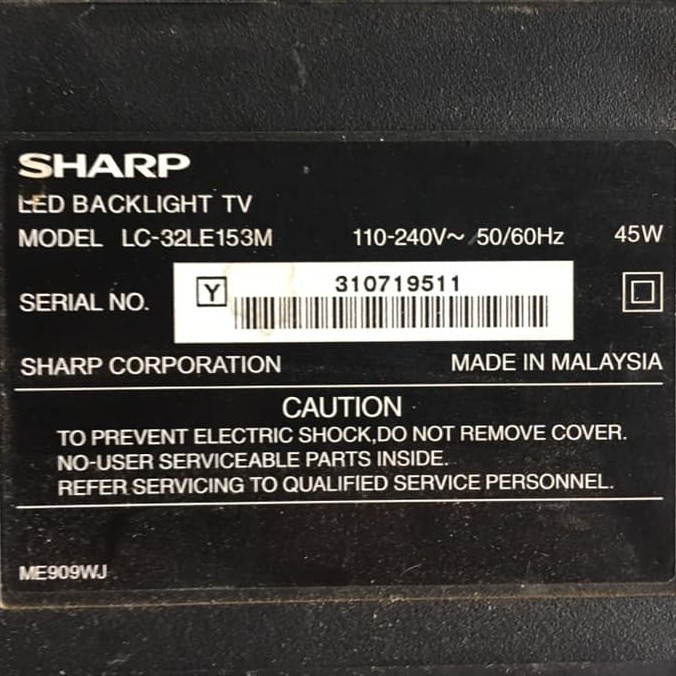 SHARP
LED BACKLIGHT TV
MODEL LC-32LE153M 110-240V~ 50/60Hz 45W
SERIAL NO. Y 310719511
SHARP CORPORATION MADE IN MALAYSIA
CAUTION
TO PREVENT ELECTRIC SHOCK,DO NOT REMOVE COVER.
NO-USER SERVICEABLE PARTS INSIDE.
REFER SERVICING TO QUALIFIED SERVICE PERSONNEL.
ME909WJ